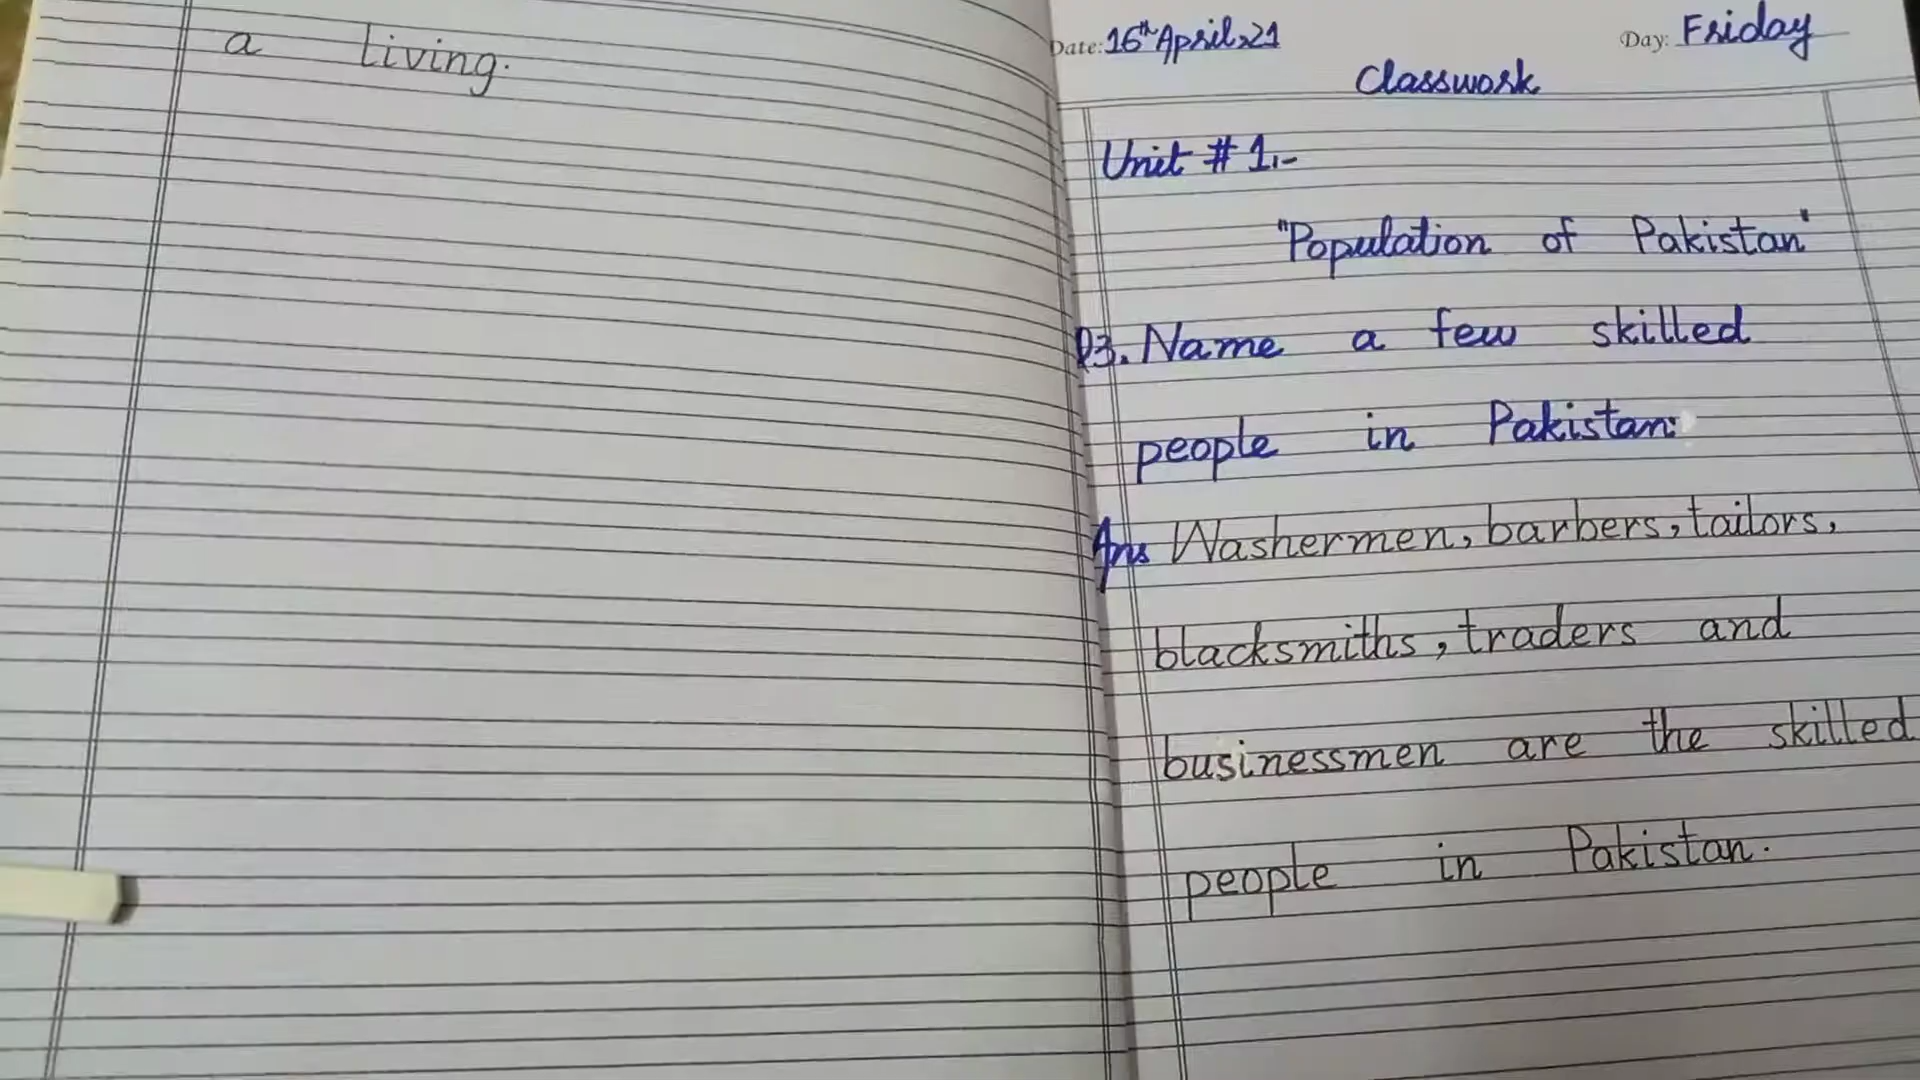 a living.
Date: 16th April, 21 Day: Friday
Classwork
Unit # 1.-
"Population of Pakistan"
Q3. Name a few skilled
people in Pakistan:
Ans Washermen, barbers, tailors,
blacksmiths, traders and
businessmen are the skilled
people in Pakistan.